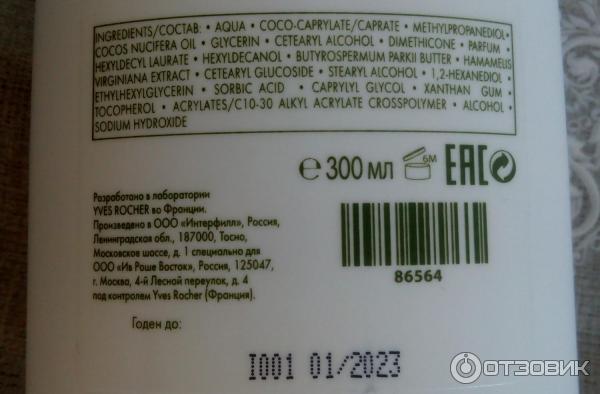 INGREDIENTS/СОСТАВ: • AQUA • COCO-CAPRYLATE/CAPRATE • METHYLPROPANEDIOL•
COCOS NUCIFERA OIL • GLYCERIN • CETEARYL ALCOHOL • DIMETHICONE • PARFUM •
HEXYLDECYL LAURATE • HEXYLDECANOL • BUTYROSPERMUM PARKII BUTTER • HAMAMELIS
VIRGINIANA EXTRACT • CETEARYL GLUCOSIDE • STEARYL ALCOHOL • 1,2-HEXANEDIOL
ETHYLHEXYLGLYCERIN • SORBIC ACID • CAPRYLYL GLYCOL • XANTHAN GUM •
TOCOPHEROL • ACRYLATES/C10-30 ALKYL ACRYLATE CROSSPOLYMER • ALCOHOL •
SODIUM HYDROXIDE
℮ 300 МЛ 6M EAC
Разработано в лаборатории
YVES ROCHER во Франции.
Произведено в ООО «Интерфилл», Россия,
Ленинградская обл., 187000, Тосно,
Московское шоссе, д. 1 специально для
ООО «Ив Роше Восток», Россия, 125047,
г. Москва, 4-й Лесной переулок, д. 4
под контролем Yves Rocher (Франция).
86564
Годен до:
I001 01/2023
ОТЗОВИК